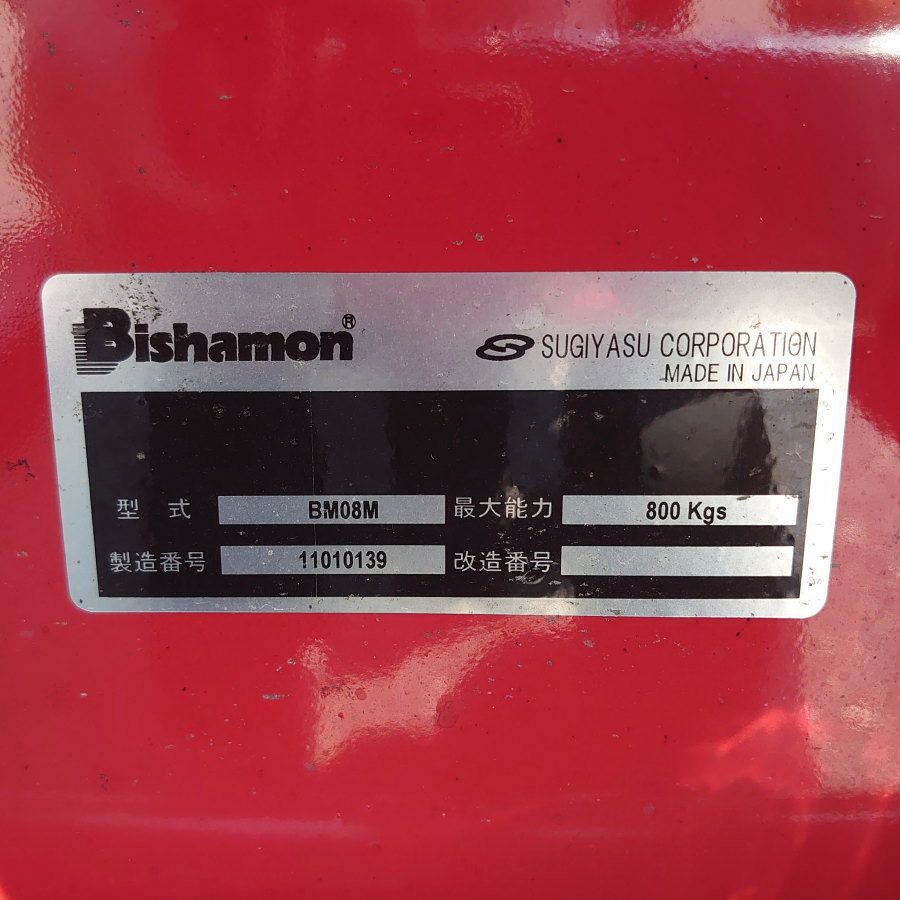 Bishamon®
SUGIYASU CORPORATION
MADE IN JAPAN
型式 BM08M 最大能力 800 Kgs
製造番号 11010139 改造番号